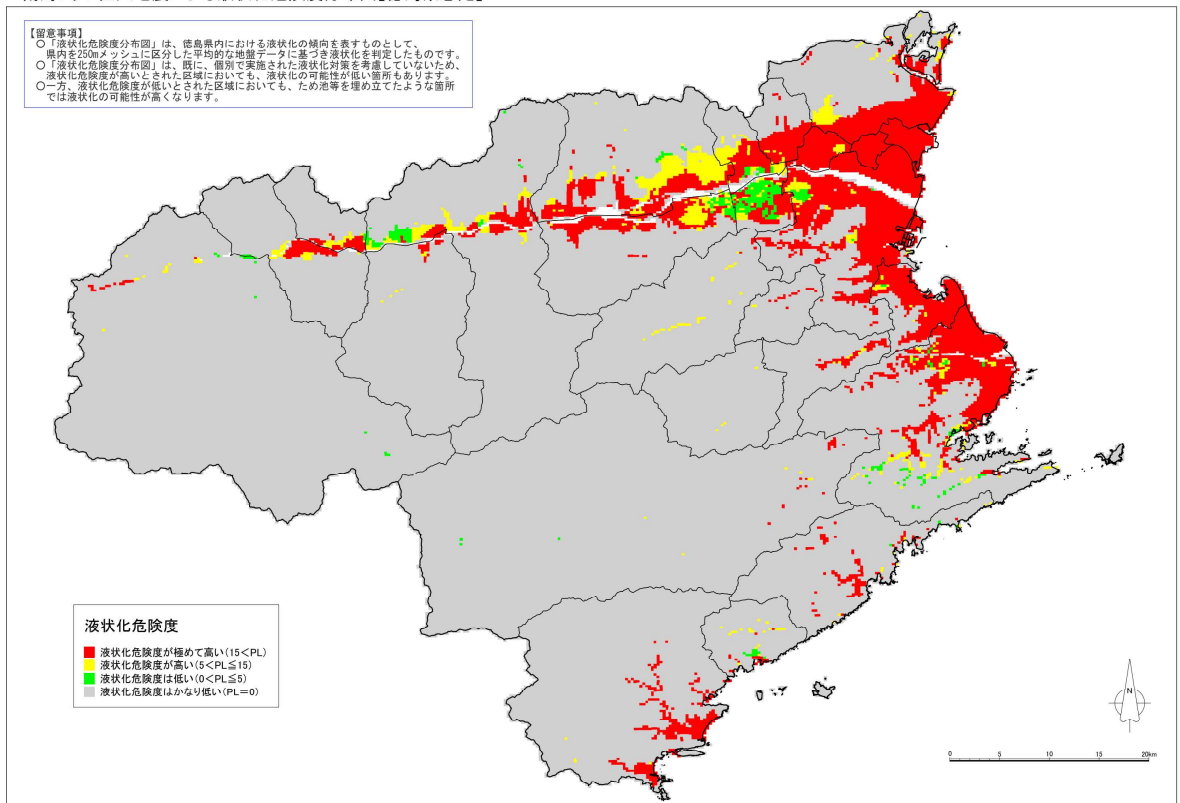 【留意事項】
○「液状化危険度分布図」は、徳島県内における液状化の傾向を表すものとして、
県内を250mメッシュに区分した平均的な地盤データに基づき液状化を判定したものです。
○「液状化危険度分布図」は、既に、個別で実施された液状化対策を考慮していないため、
液状化危険度が高いとされた区域においても、液状化の可能性が低い箇所もあります。
○一方、液状化危険度が低いとされた区域においても、ため池等を埋め立てたような箇所
では液状化の可能性が高くなります。
液状化危険度
液状化危険度が極めて高い(15<PL)
液状化危険度が高い(5<PL≦15)
液状化危険度は低い(0<PL≦5)
液状化危険度はかなり低い(PL=0)
N
0 5 10 15 20km